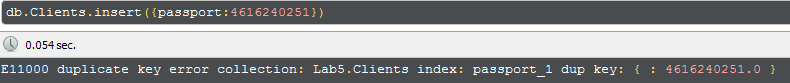 db.Clients.insert({passport:4616240251})
0.054 sec.
E11000 duplicate key error collection: Lab5.Clients index: passport_1 dup key: { : 4616240251.0 }